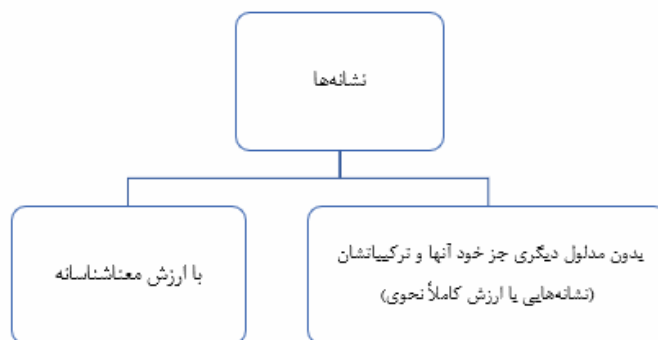 نشانه‌ها
بدون مدلول دیگری جز خود آنها و ترکیباتشان
(نشانه‌هایی با ارزش کاملاً نحوی)
با ارزش معناشناسانه